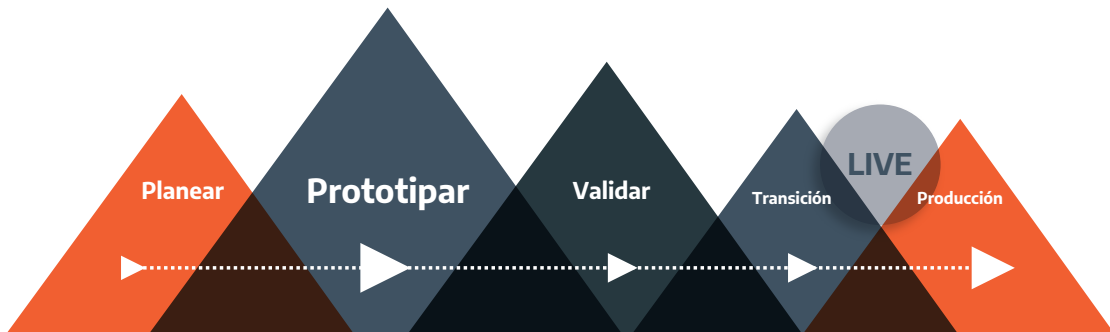 Planear
Prototipar
Validar
Transición
LIVE
Producción